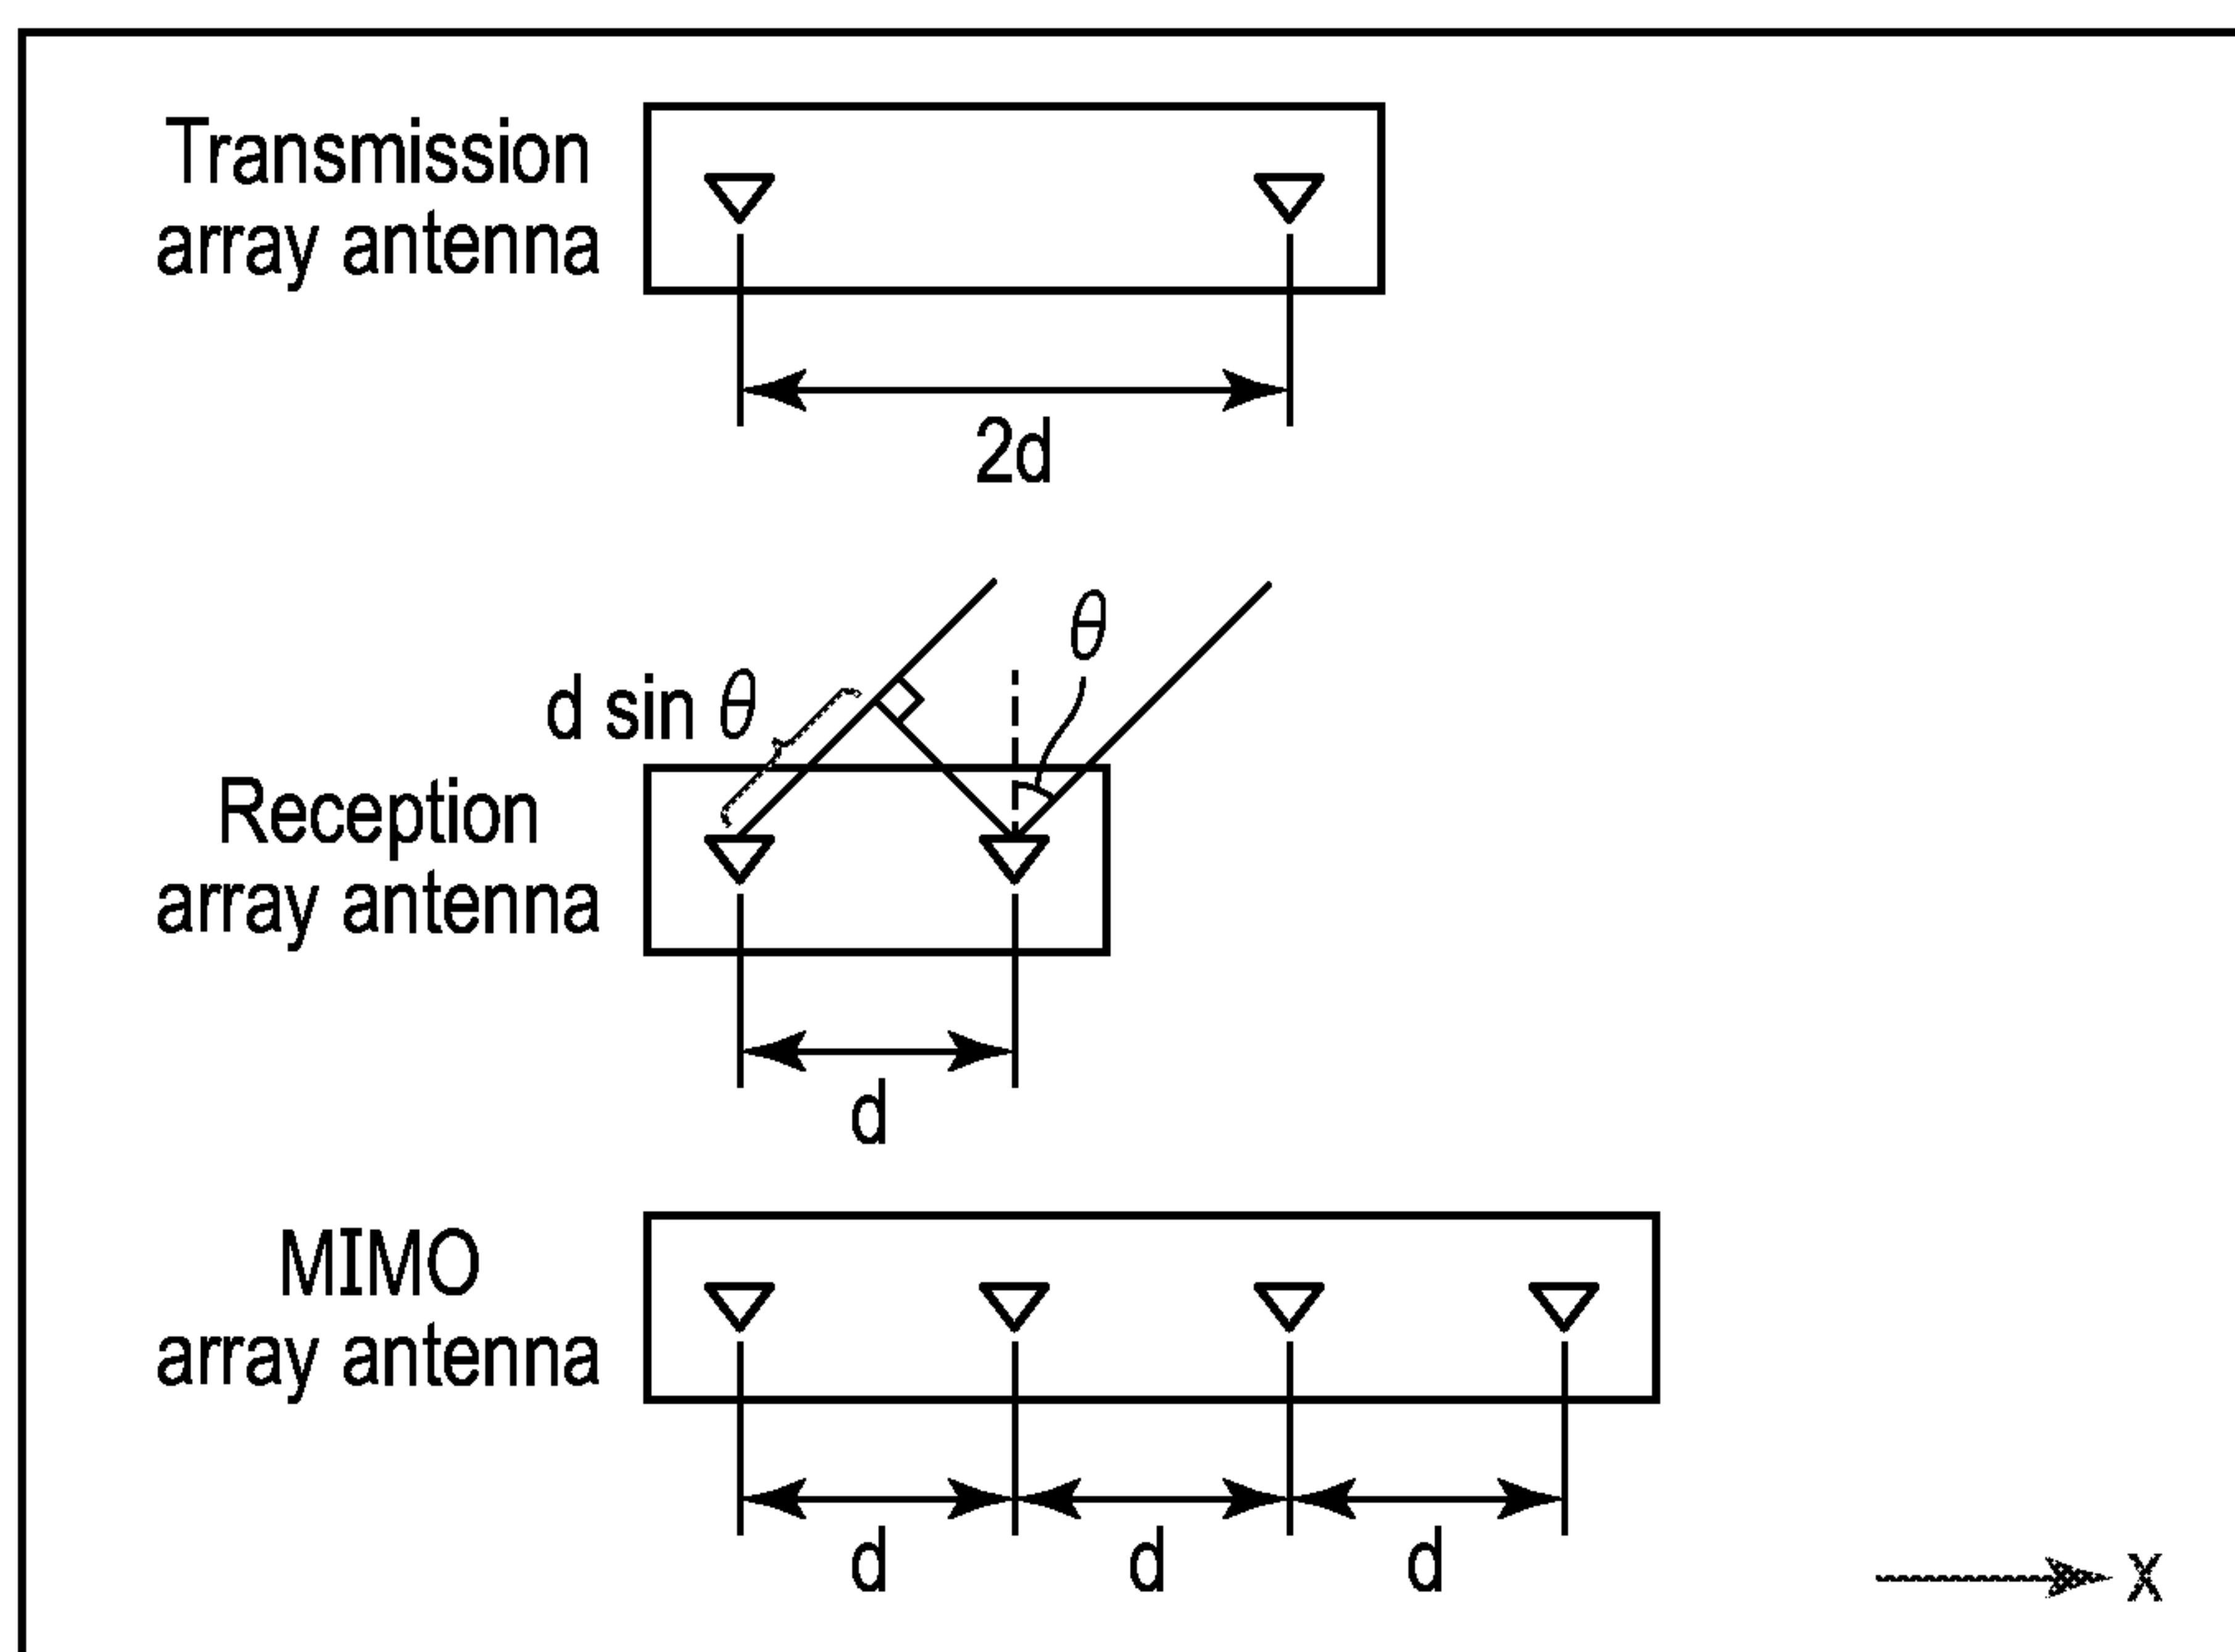 Transmission
array antenna
2d
θ
d sin θ
Reception
array antenna
d
MIMO
array antenna
d d d
x